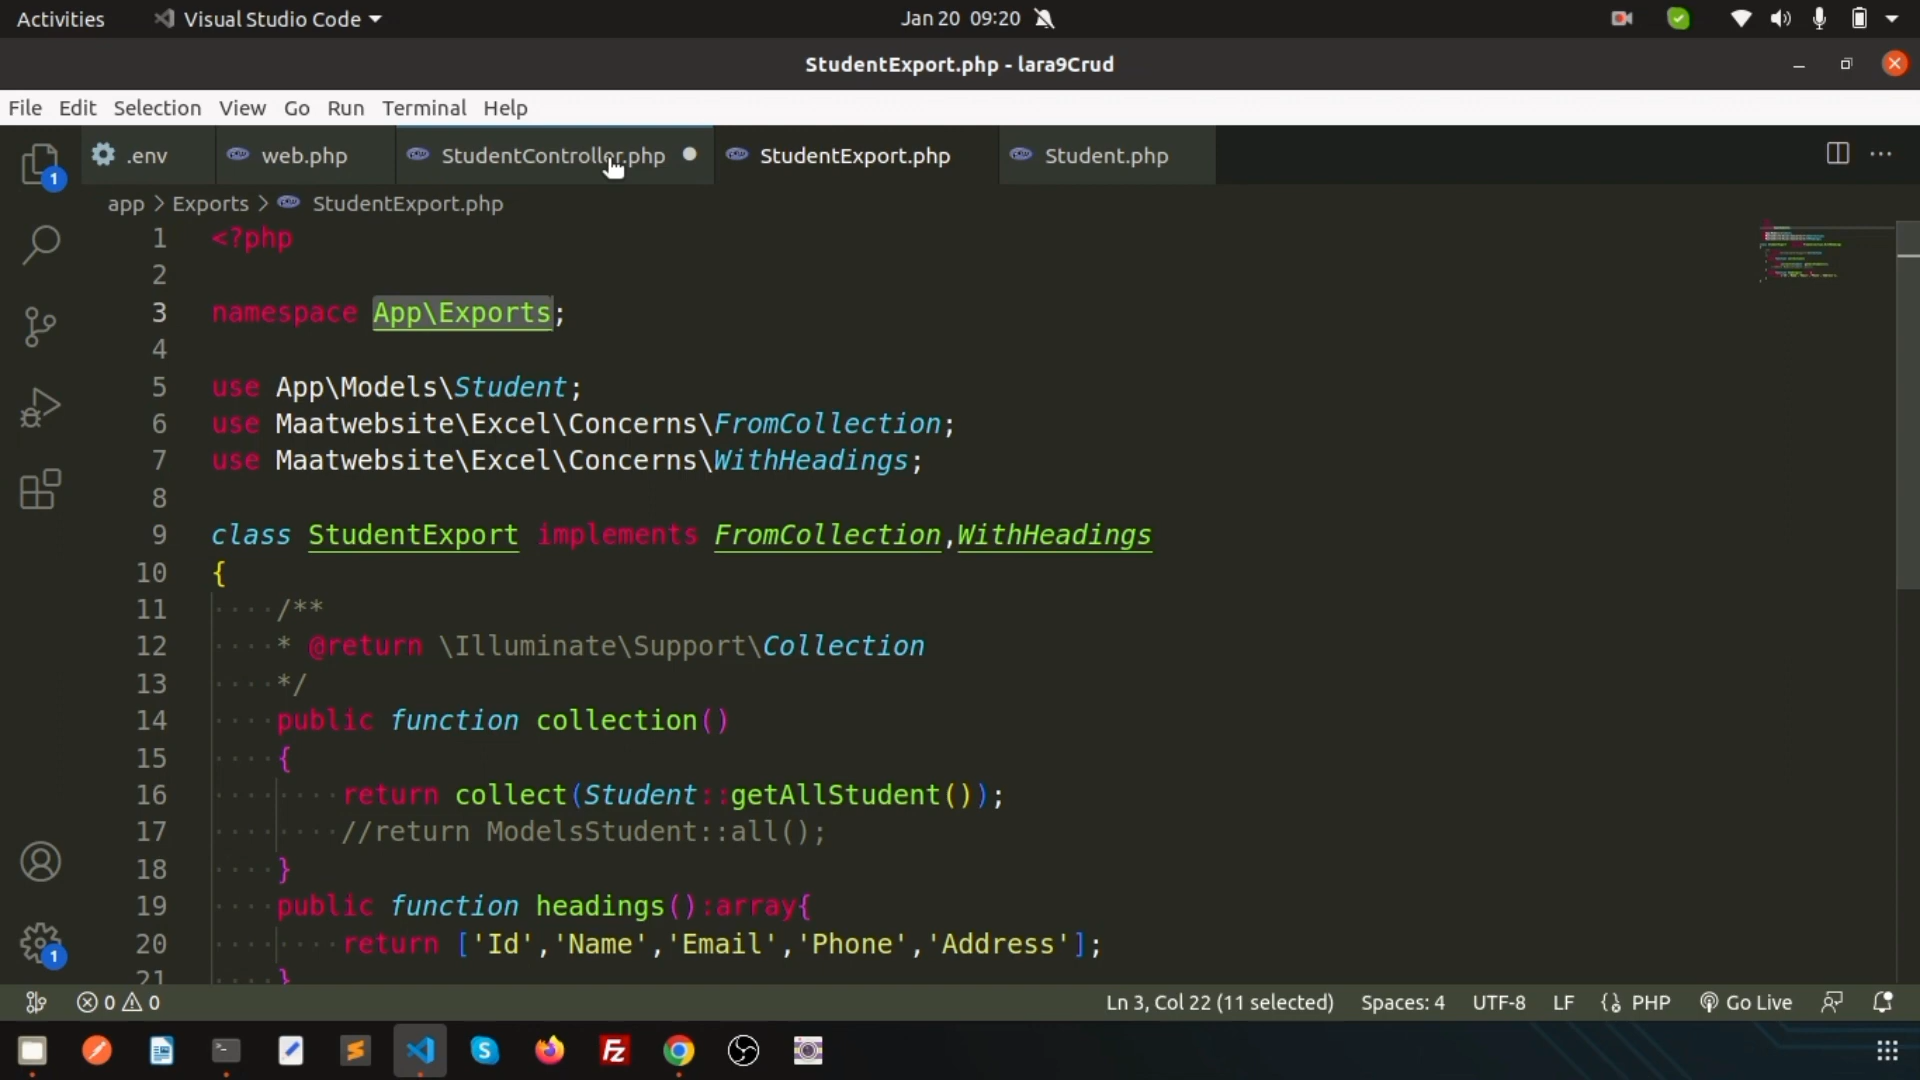 Activities Visual Studio Code Jan 20 09:20
StudentExport.php - lara9Crud
File Edit Selection View Go Run Terminal Help
.env web.php StudentController.php StudentExport.php Student.php
1
app > Exports > StudentExport.php
1 <?php
2
3 namespace App\Exports;
4
5 use App\Models\Student;
6 use Maatwebsite\Excel\Concerns\FromCollection;
7 use Maatwebsite\Excel\Concerns\WithHeadings;
8
9 class StudentExport implements FromCollection,WithHeadings
10 {
11 ····/**
12 ····* @return \Illuminate\Support\Collection
13 ····*/
14 ····public function collection()
15 ····{
16 ········return collect(Student::getAllStudent());
17 ········//return ModelsStudent::all();
18 ····}
19 ····public function headings():array{
20 ········return ['Id','Name','Email','Phone','Address'];
21 ····}
1
0 0 Ln 3, Col 22 (11 selected) Spaces: 4 UTF-8 LF PHP Go Live